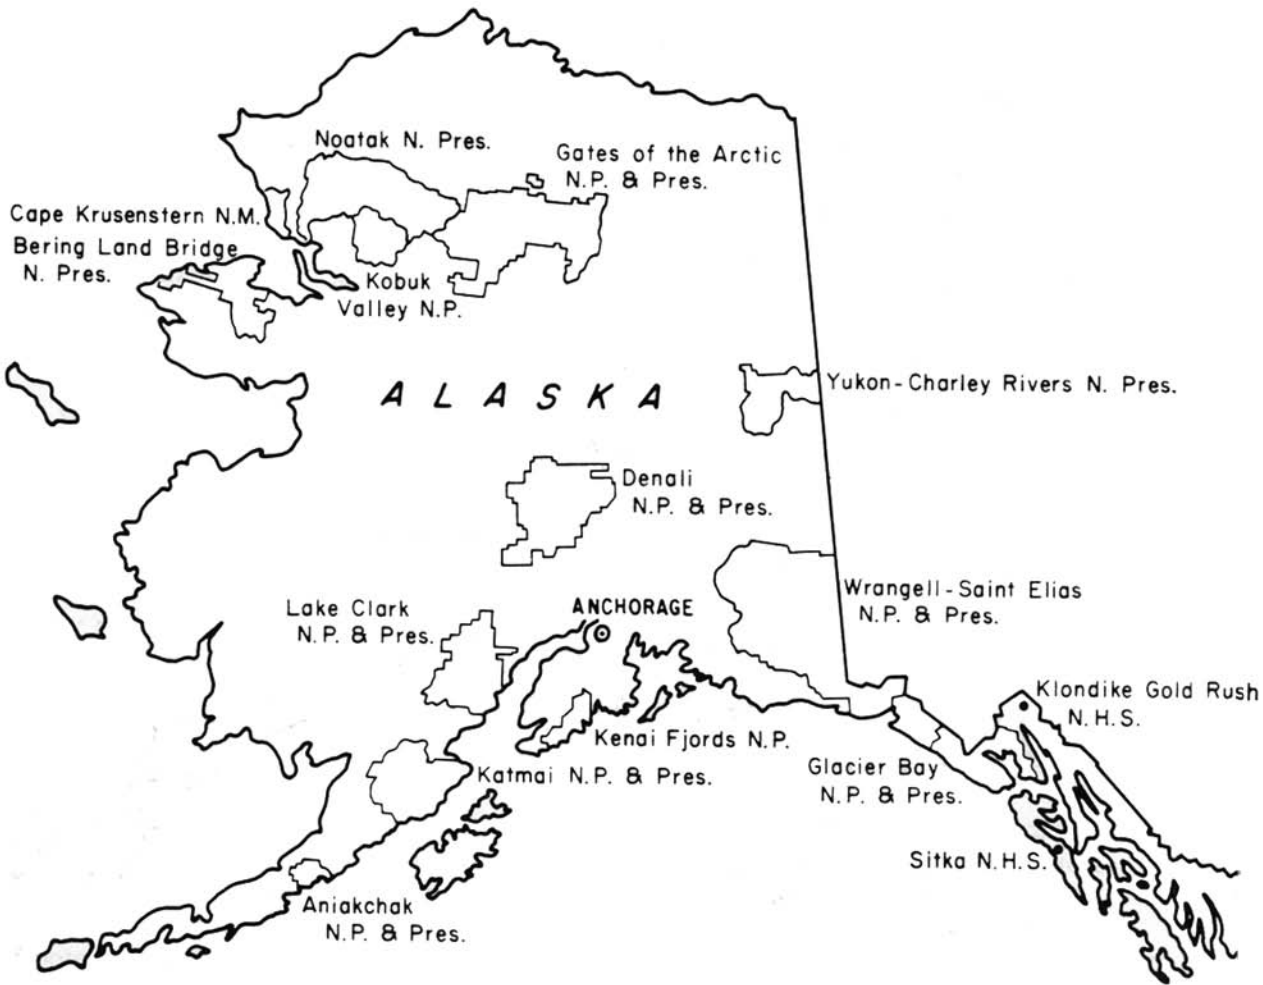 Noatak N. Pres.
Gates of the Arctic
N.P. & Pres.
Cape Krusenstern N.M.
Bering Land Bridge
N. Pres.
Kobuk
Valley N.P.
ALASKA
Yukon-Charley Rivers N. Pres.
Denali
N.P. & Pres.
Wrangell-Saint Elias
N.P. & Pres.
Lake Clark
N.P. & Pres.
ANCHORAGE
Klondike Gold Rush
N.H.S.
Kenai Fjords N.P.
Glacier Bay
N.P. & Pres.
Katmai N.P. & Pres.
Sitka N.H.S.
Aniakchak
N.P. & Pres.